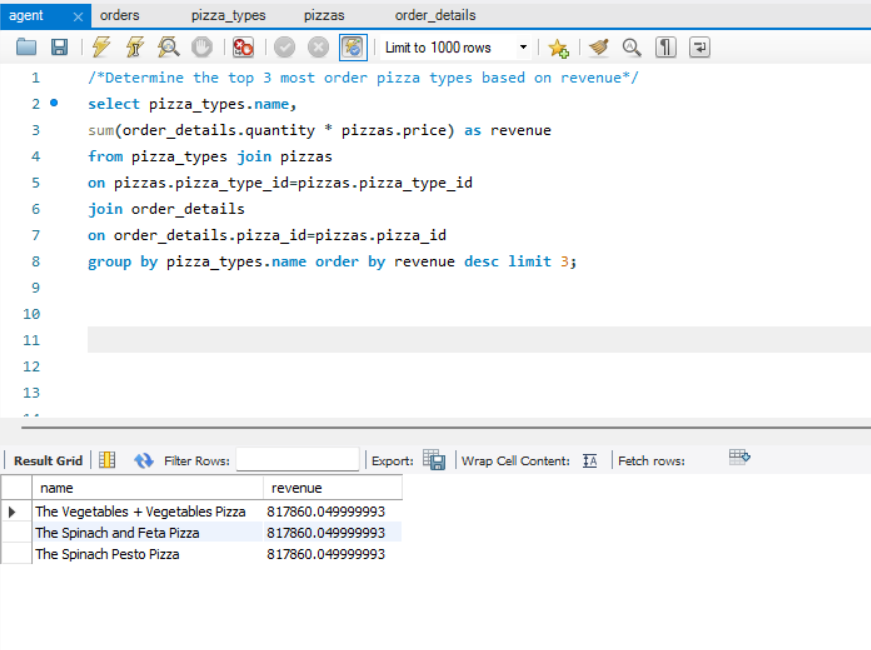 agent × orders pizza_types pizzas order_details
Limit to 1000 rows
1 /*Determine the top 3 most order pizza types based on revenue*/
2 select pizza_types.name,
3 sum(order_details.quantity * pizzas.price) as revenue
4 from pizza_types join pizzas
5 on pizzas.pizza_type_id=pizzas.pizza_type_id
6 join order_details
7 on order_details.pizza_id=pizzas.pizza_id
8 group by pizza_types.name order by revenue desc limit 3;
9
10
11
12
13
Result Grid Filter Rows: Export: Wrap Cell Content: Fetch rows:
name revenue
The Vegetables + Vegetables Pizza 817860.049999993
The Spinach and Feta Pizza 817860.049999993
The Spinach Pesto Pizza 817860.049999993